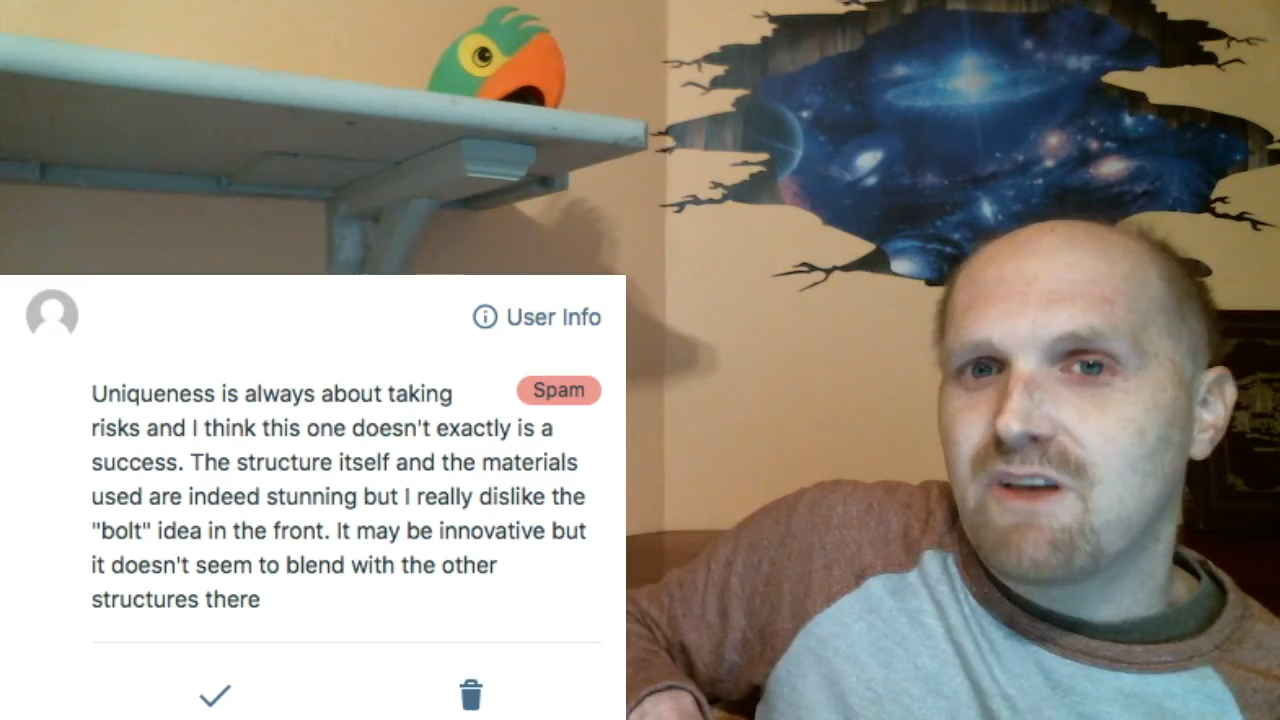 User Info
Uniqueness is always about taking
Spam
risks and I think this one doesn't exactly is a
success. The structure itself and the materials
used are indeed stunning but I really dislike the
"bolt" idea in the front. It may be innovative but
it doesn't seem to blend with the other
structures there